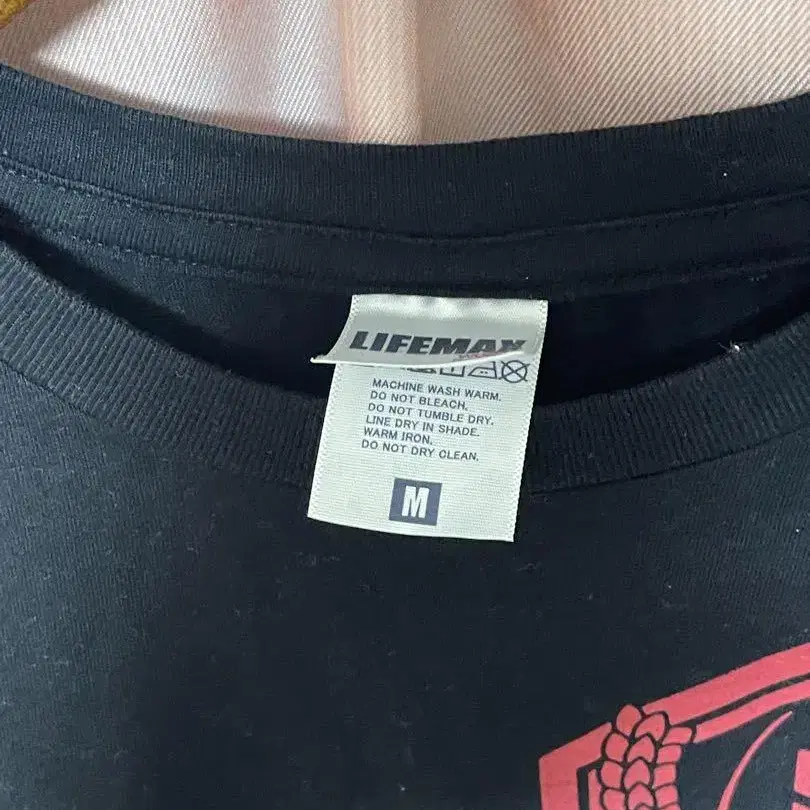 LIFEMAX
MACHINE WASH WARM.
DO NOT BLEACH.
DO NOT TUMBLE DRY.
LINE DRY IN SHADE.
WARM IRON.
DO NOT DRY CLEAN.
M